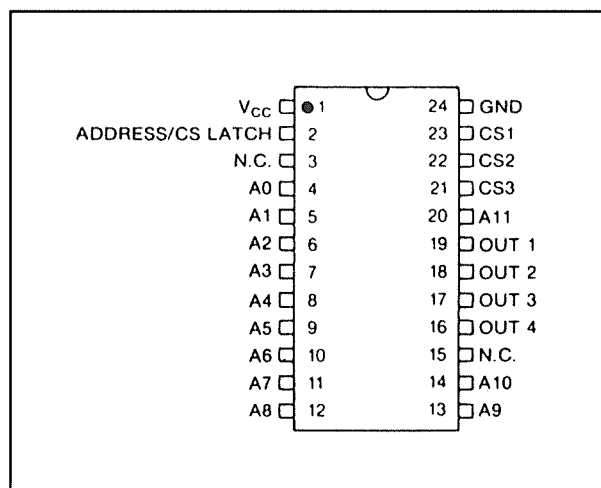 VCC 1 24 GND
ADDRESS/CS LATCH 2 23 CS1
N.C. 3 22 CS2
A0 4 21 CS3
A1 5 20 A11
A2 6 19 OUT 1
A3 7 18 OUT 2
A4 8 17 OUT 3
A5 9 16 OUT 4
A6 10 15 N.C.
A7 11 14 A10
A8 12 13 A9